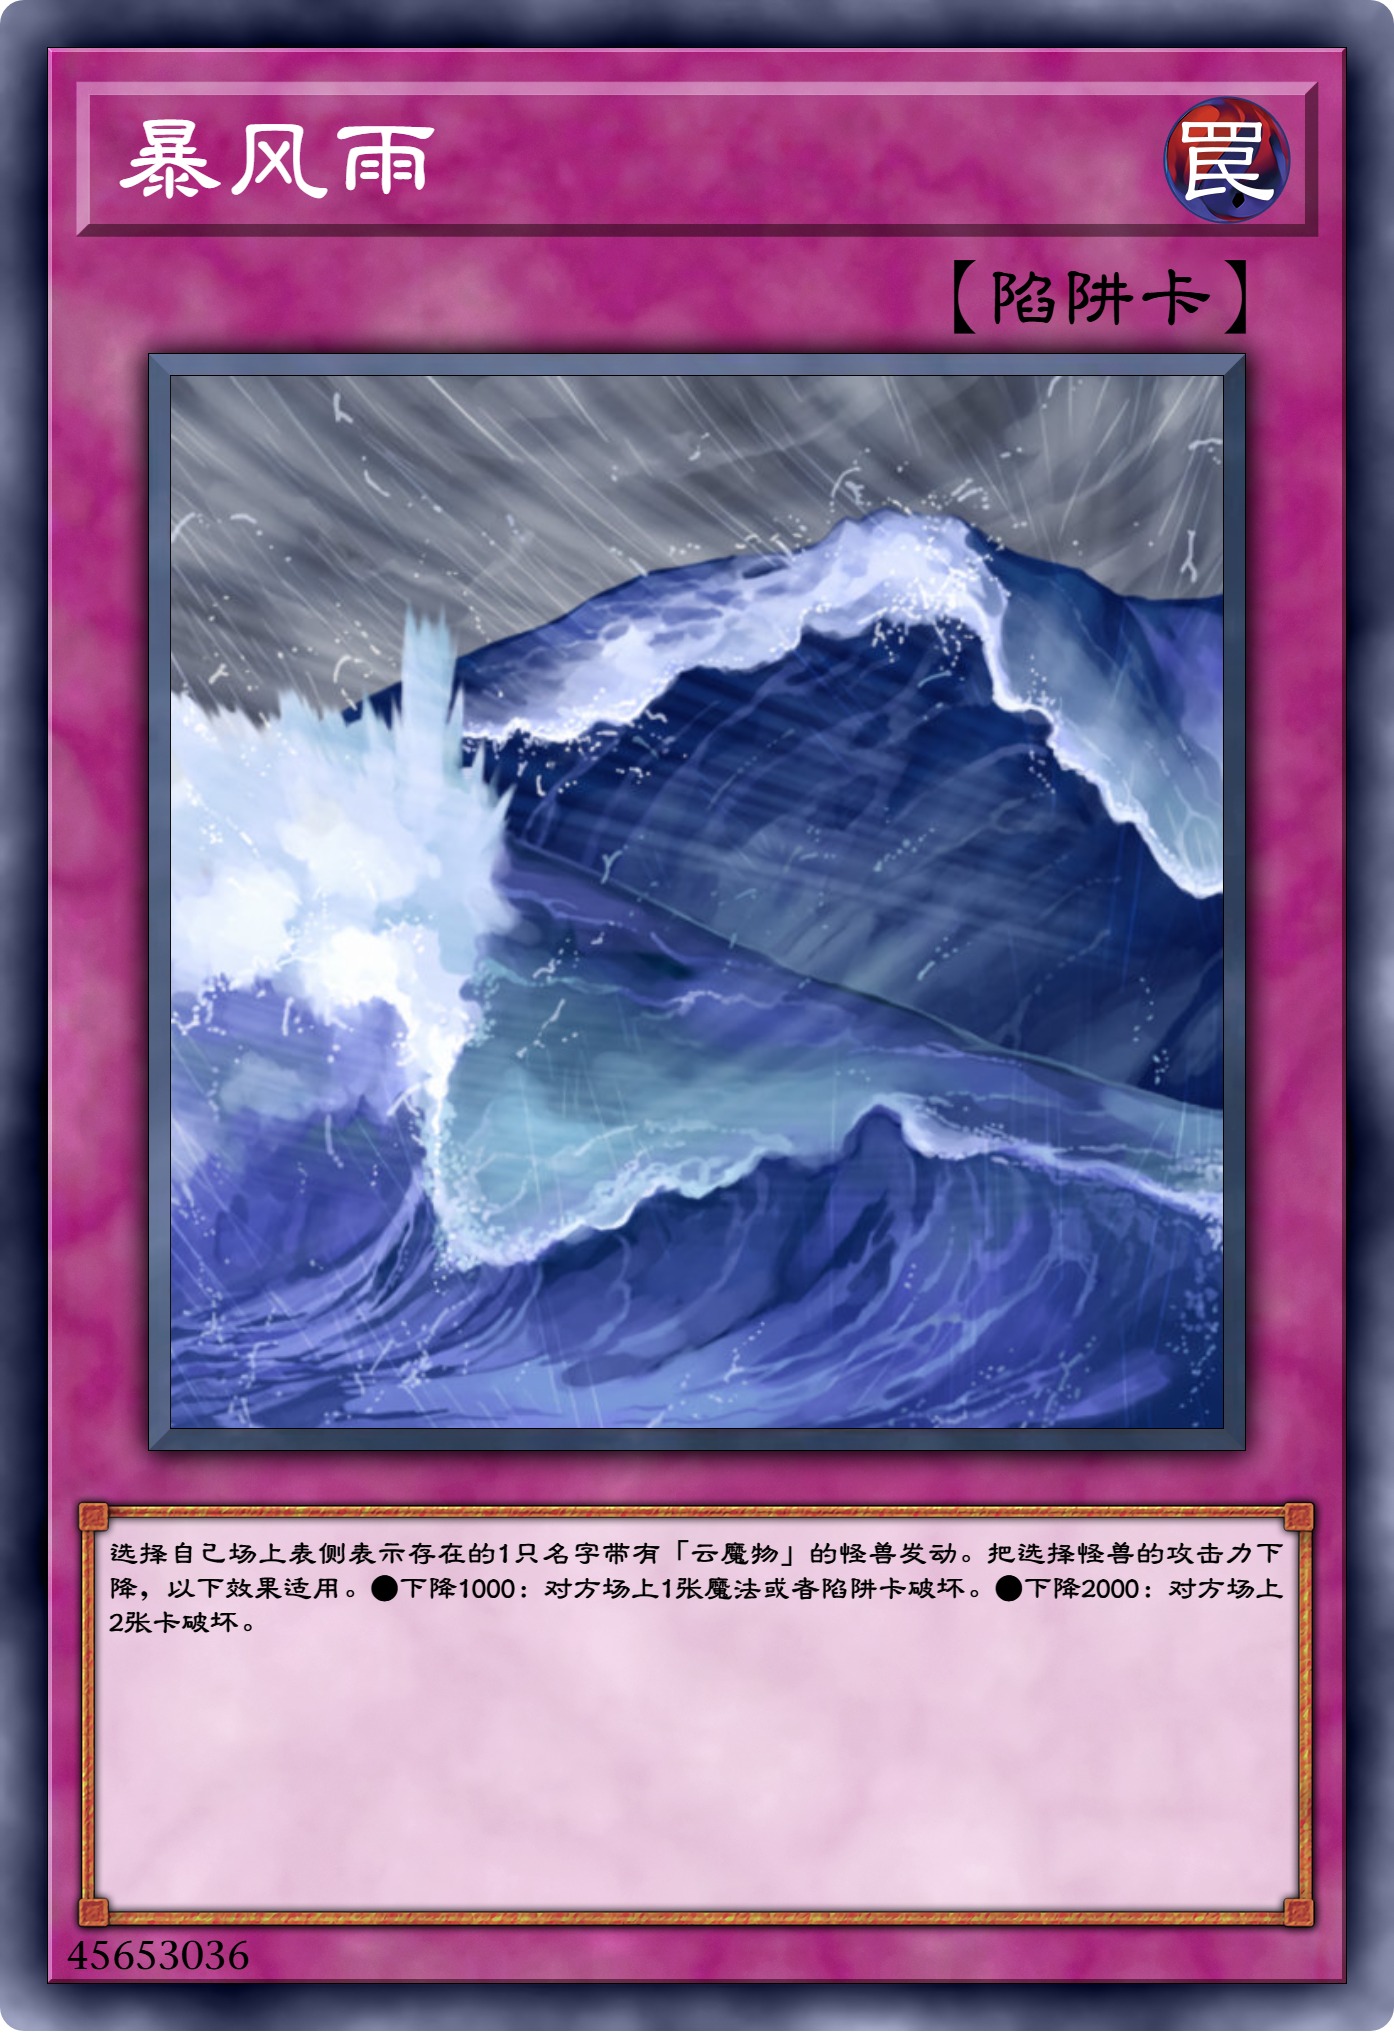 暴风雨
罠
【陷阱卡】
选择自己场上表侧表示存在的1只名字带有「云魔物」的怪兽发动。把选择怪兽的攻击力下
降，以下效果适用。●下降1000：对方场上1张魔法或者陷阱卡破坏。●下降2000：对方场上
2张卡破坏。
45653036